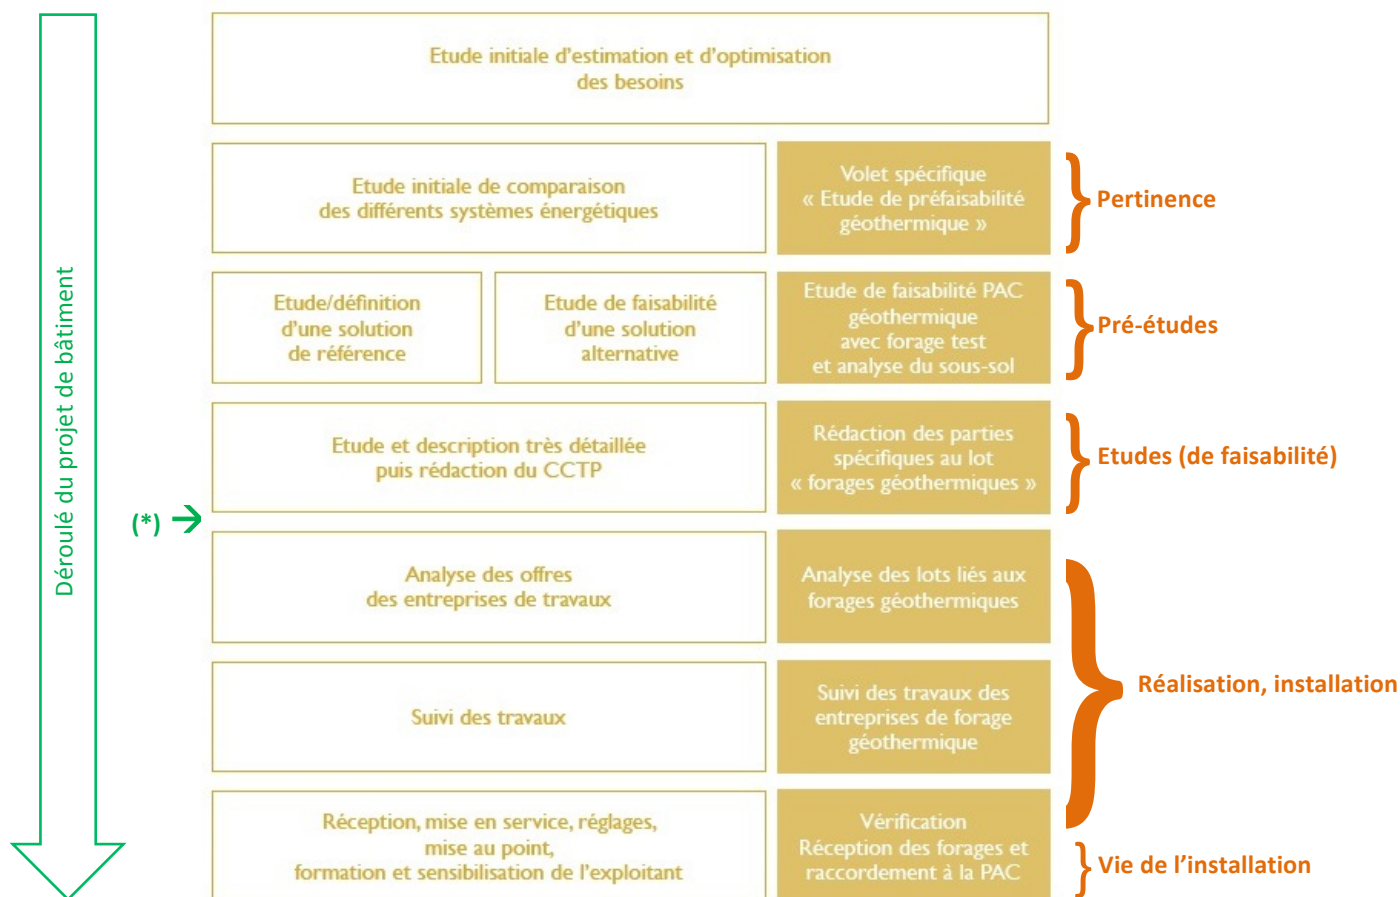 Déroulé du projet de bâtiment
Etude initiale d'estimation et d'optimisation
des besoins
Etude initiale de comparaison
des différents systèmes énergétiques
Volet spécifique
« Etude de préfaisabilité
géothermique »
Pertinence
Etude/définition
d'une solution
de référence
Etude de faisabilité
d'une solution
alternative
Etude de faisabilité PAC
géothermique
avec forage test
et analyse du sous-sol
Pré-études
Etude et description très détaillée
puis rédaction du CCTP
Rédaction des parties
spécifiques au lot
« forages géothermiques »
Etudes (de faisabilité)
(*) →
Analyse des offres
des entreprises de travaux
Analyse des lots liés aux
forages géothermiques
Réalisation, installation
Suivi des travaux
Suivi des travaux des
entreprises de forage
géothermique
Réception, mise en service, réglages,
mise au point,
formation et sensibilisation de l'exploitant
Vérification
Réception des forages et
raccordement à la PAC
Vie de l'installation